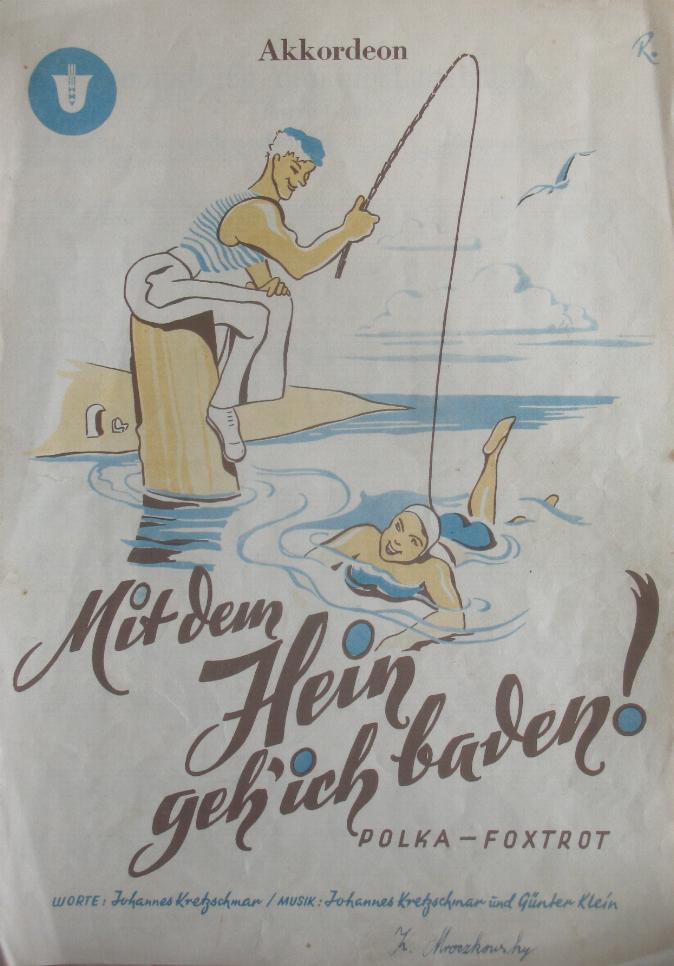 Akkordeon
R.
Mit dem
Hein
geh' ich baden!
POLKA – FOXTROT
WORTE: Johannes Kretzschmar / MUSIK: Johannes Kretzschmar und Günter Klein